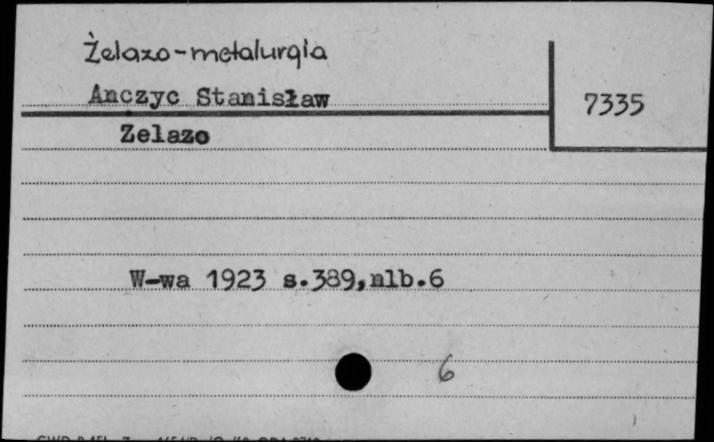 Żelazo-metalurgia
Anczyc Stanisław
7335
Zelazo
W-wa 1923 s.389,nlb.6
6